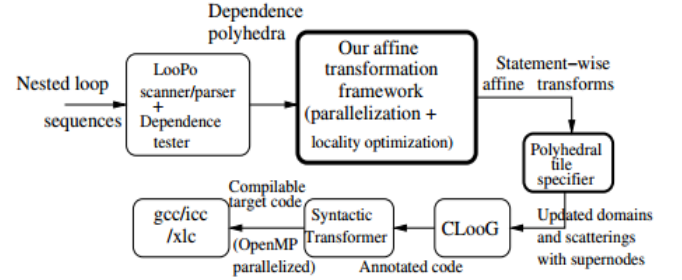 Dependence
polyhedra
Nested loop
sequences
LooPo
scanner/parser
+
Dependence
tester
Our affine
transformation
framework
(parallelization +
locality optimization)
Statement-wise
affine transforms
Polyhedral
tile
specifier
Updated domains
and scatterings
with supernodes
CLooG
Annotated code
Syntactic
Transformer
Compilable
target code
(OpenMP
parallelized)
gcc/icc
/xlc